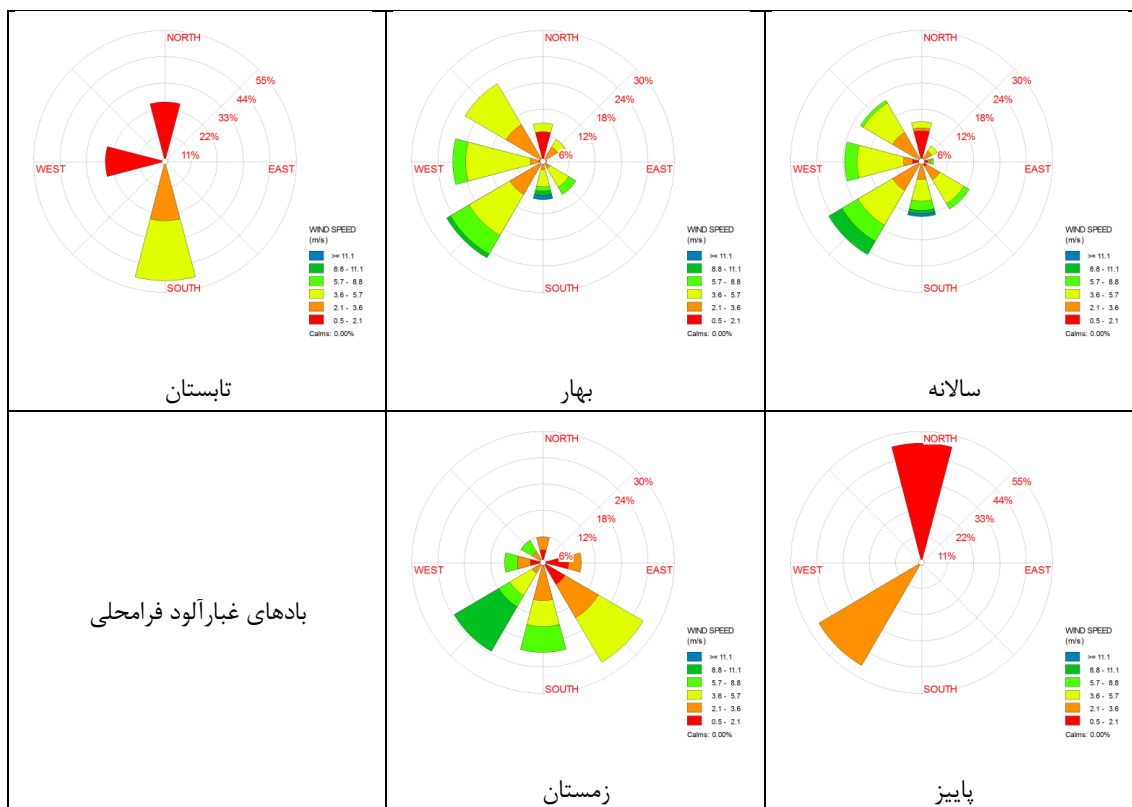 NORTH
55%
44%
33%
22%
11%
WEST
EAST
SOUTH
WIND SPEED
(m/s)
>= 11.1
8.8 - 11.1
5.7 - 8.8
3.6 - 5.7
2.1 - 3.6
0.5 - 2.1
Calms: 0.00%
تابستان
NORTH
30%
24%
18%
12%
6%
WEST
EAST
SOUTH
WIND SPEED
(m/s)
>= 11.1
8.8 - 11.1
5.7 - 8.8
3.6 - 5.7
2.1 - 3.6
0.5 - 2.1
Calms: 0.00%
بهار
NORTH
30%
24%
18%
12%
6%
WEST
EAST
SOUTH
WIND SPEED
(m/s)
>= 11.1
8.8 - 11.1
5.7 - 8.8
3.6 - 5.7
2.1 - 3.6
0.5 - 2.1
Calms: 0.00%
سالانه
بادهای غبارآلود فرامحلی
NORTH
30%
24%
18%
12%
6%
WEST
EAST
SOUTH
WIND SPEED
(m/s)
>= 11.1
8.8 - 11.1
5.7 - 8.8
3.6 - 5.7
2.1 - 3.6
0.5 - 2.1
Calms: 0.00%
زمستان
NORTH
55%
44%
33%
22%
11%
WEST
EAST
SOUTH
WIND SPEED
(m/s)
>= 11.1
8.8 - 11.1
5.7 - 8.8
3.6 - 5.7
2.1 - 3.6
0.5 - 2.1
Calms: 0.00%
پاییز